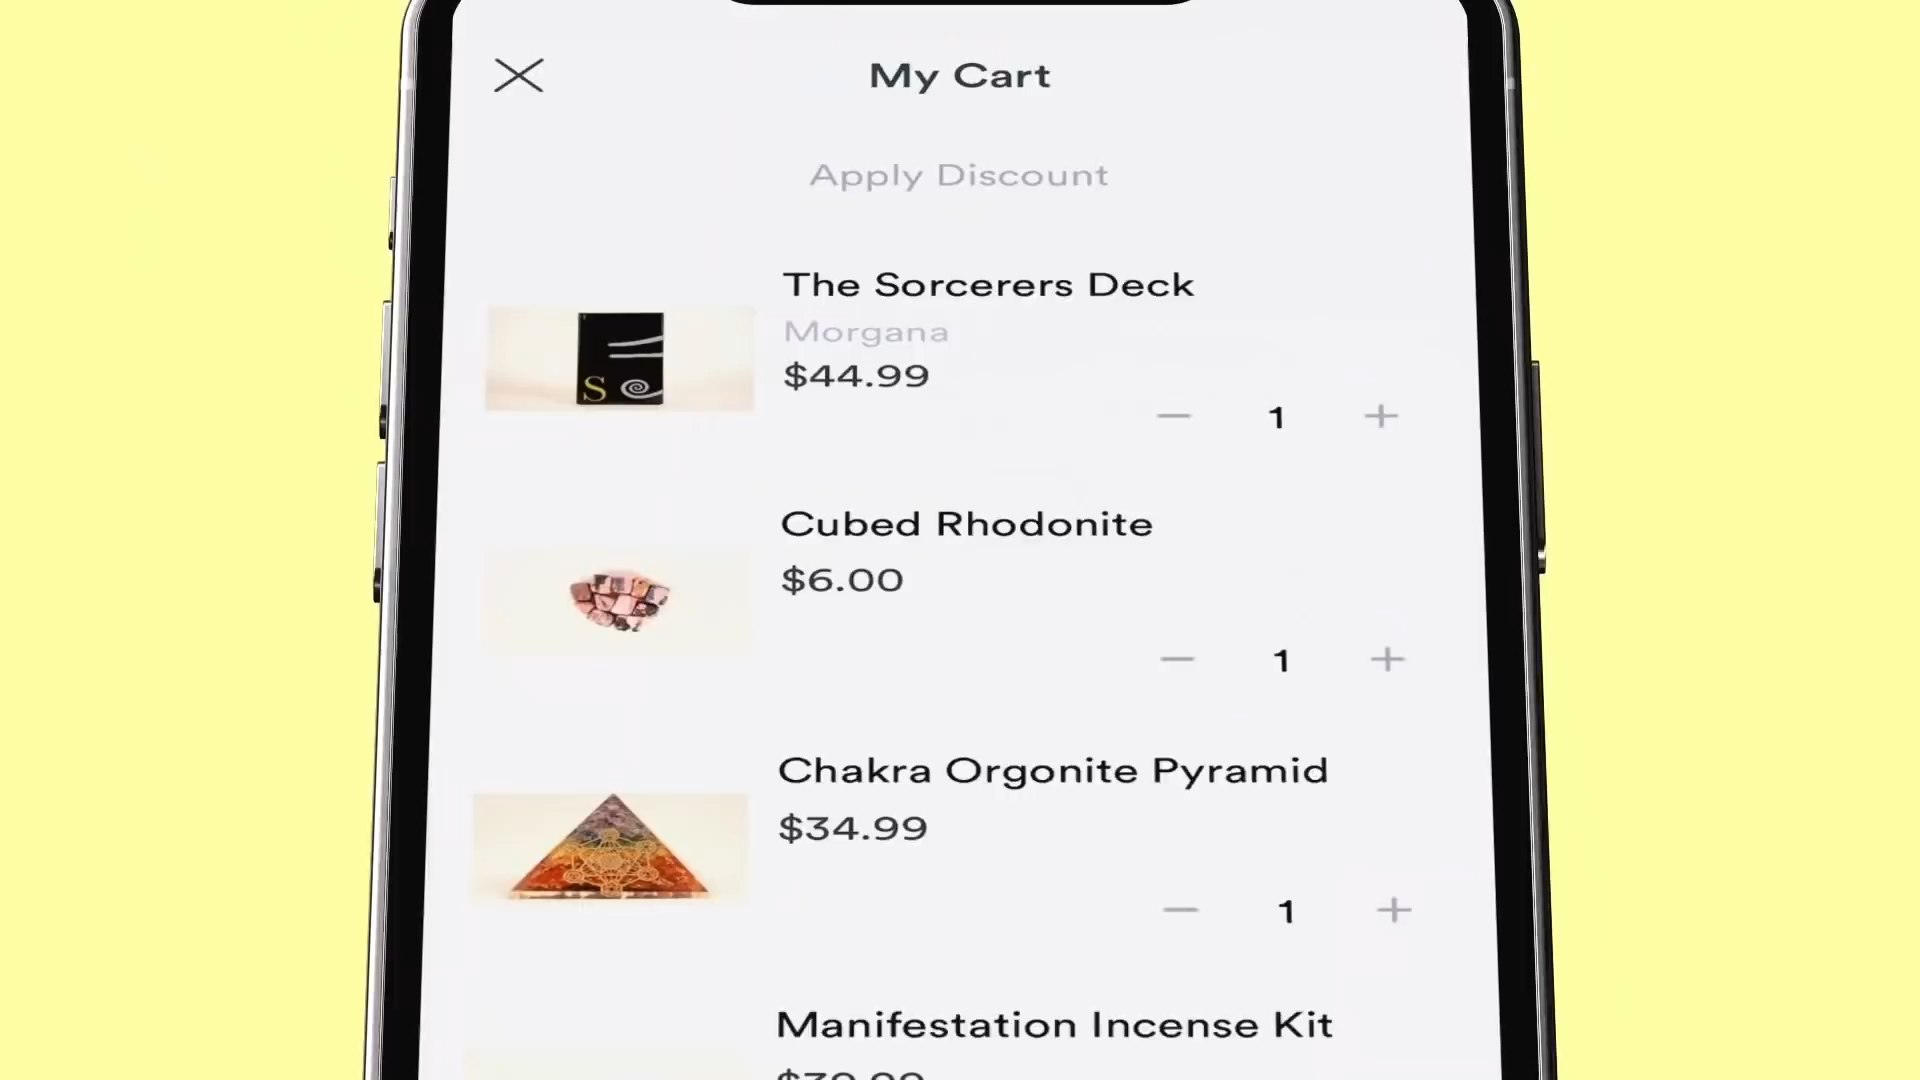 My Cart
Apply Discount
The Sorcerers Deck
Morgana
$44.99
S
1
Cubed Rhodonite
$6.00
1
Chakra Orgonite Pyramid
$34.99
1
Manifestation Incense Kit